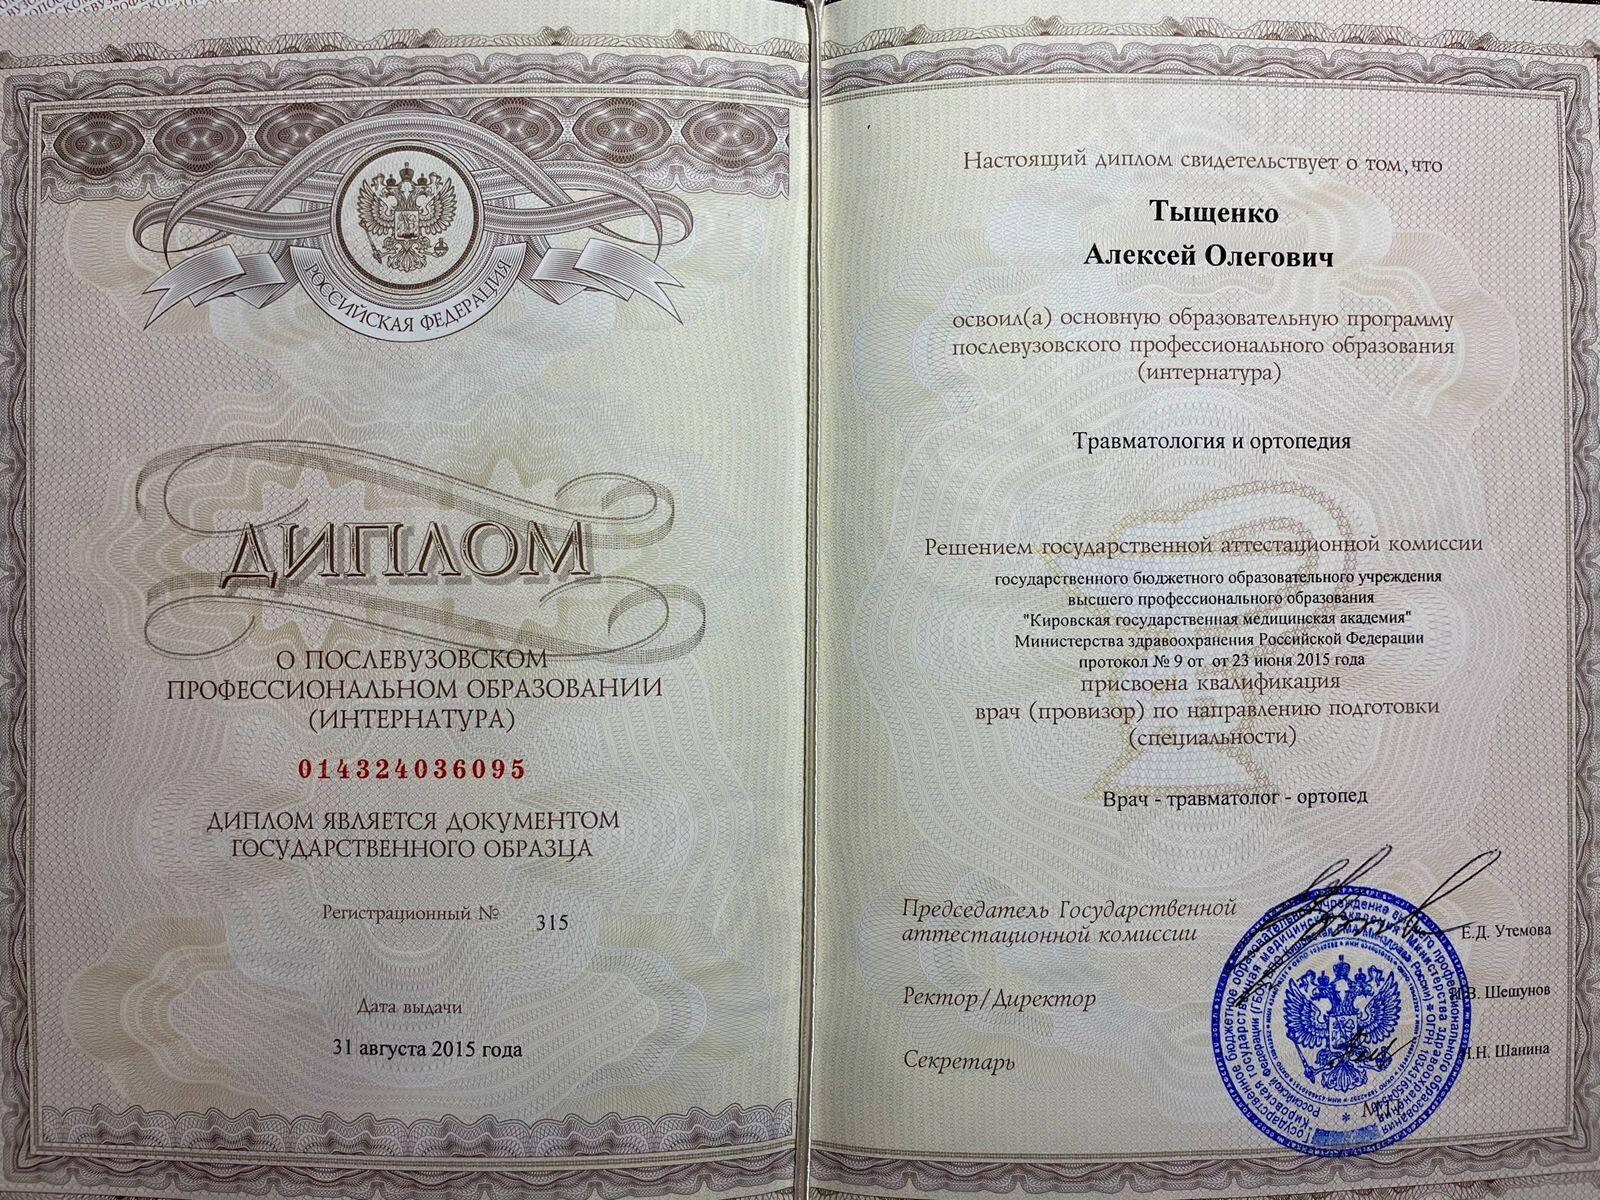 РОССИЙСКАЯ ФЕДЕРАЦИЯ
ДИПЛОМ
О ПОСЛЕВУЗОВСКОМ
ПРОФЕССИОНАЛЬНОМ ОБРАЗОВАНИИ
(ИНТЕРНАТУРА)
014324036095
ДИПЛОМ ЯВЛЯЕТСЯ ДОКУМЕНТОМ
ГОСУДАРСТВЕННОГО ОБРАЗЦА
Регистрационный № 315
Дата выдачи
31 августа 2015 года
Настоящий диплом свидетельствует о том, что
Тыщенко
Алексей Олегович
освоил(а) основную образовательную программу
послевузовского профессионального образования
(интернатура)
Травматология и ортопедия
Решением государственной аттестационной комиссии
государственного бюджетного образовательного учреждения
высшего профессионального образования
"Кировская государственная медицинская академия"
Министерства здравоохранения Российской Федерации
протокол № 9 от от 23 июня 2015 года
присвоена квалификация
врач (провизор) по направлению подготовки
(специальности)
Врач - травматолог - ортопед
Председатель Государственной
аттестационной комиссии
Е.Д. Утемова
Ректор/Директор
В. Шешунов
Секретарь
Н. Шанина